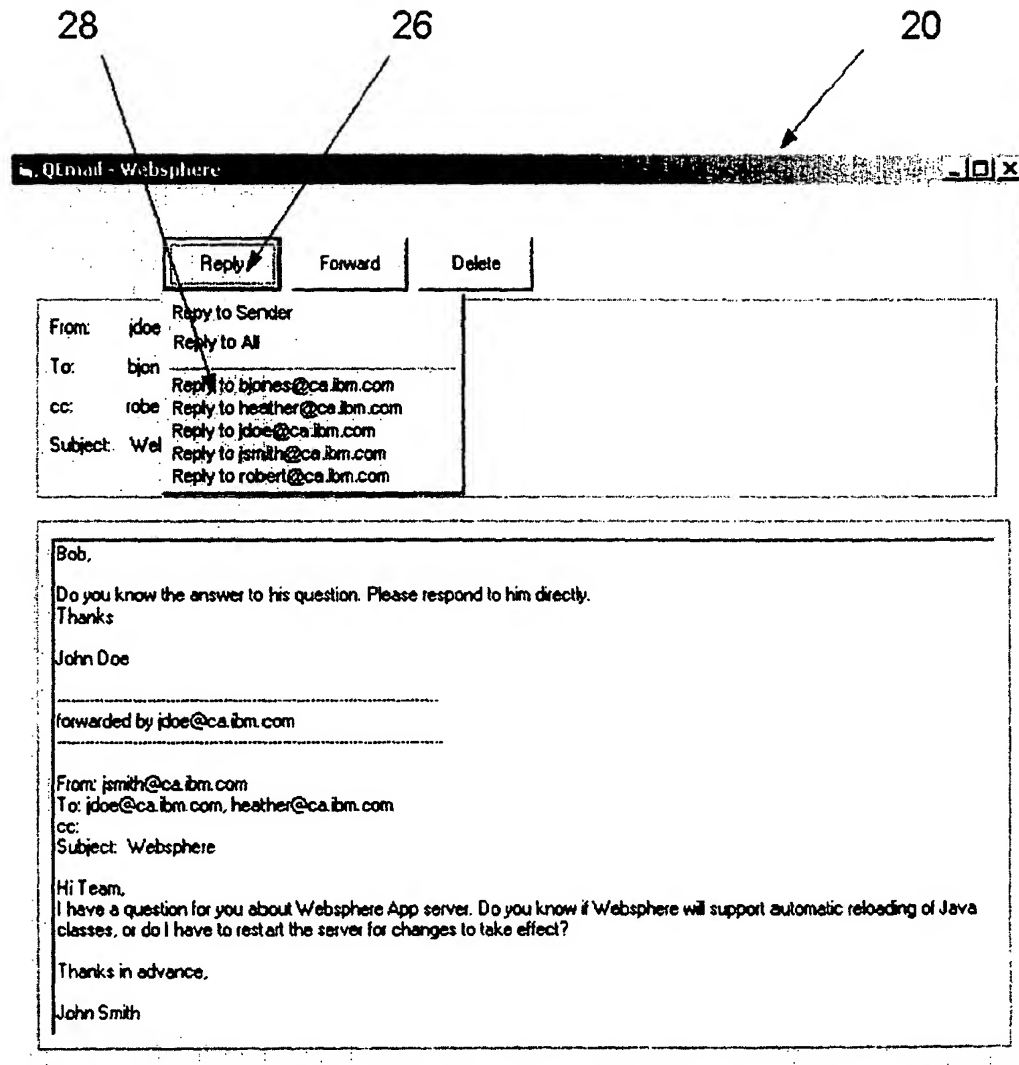 28 26 20
QEmail - Websphere
Reply Forward Delete
From: jdoe
To: bjon
cc: robe
Subject: Wel
Repy to Sender
Reply to All
Reply to bjones@ca.ibm.com
Reply to heather@ca.ibm.com
Reply to jdoe@ca.ibm.com
Reply to jsmith@ca.ibm.com
Reply to robert@ca.ibm.com
Bob,
Do you know the answer to his question. Please respond to him directly.
Thanks
John Doe
forwarded by jdoe@ca.ibm.com
From: jsmith@ca.ibm.com
To: jdoe@ca.ibm.com, heather@ca.ibm.com
cc:
Subject: Websphere
Hi Team,
I have a question for you about Websphere App server. Do you know if Websphere will support automatic reloading of Java
classes, or do I have to restart the server for changes to take effect?
Thanks in advance,
John Smith